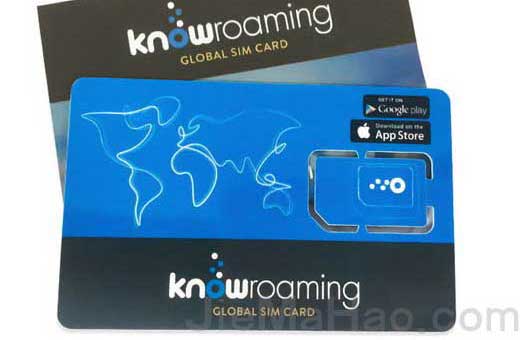 knowroaming
GLOBAL SIM CARD
GET IT ON
Google play
Download on the
App Store
knowroaming
GLOBAL SIM CARD
JieMaHao.com